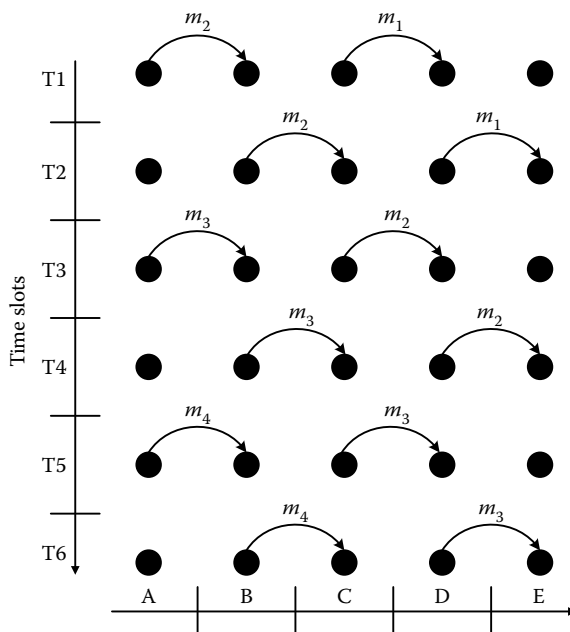 m₂ m₁
T1
m₂ m₁
T2
m₃ m₂
T3
m₃ m₂
T4
m₄ m₃
T5
m₄ m₃
T6
A B C D E
Time slots